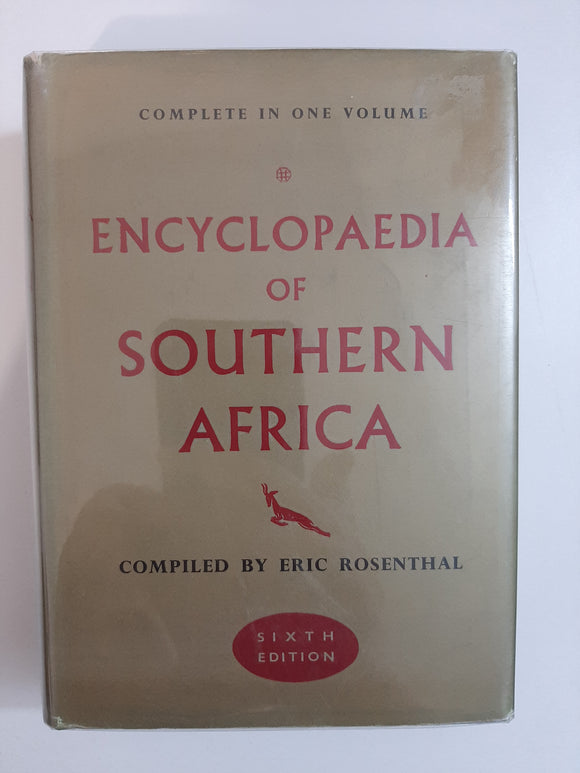 COMPLETE IN ONE VOLUME
ENCYCLOPAEDIA
OF
SOUTHERN
AFRICA
COMPILED BY ERIC ROSENTHAL
SIXTH
EDITION